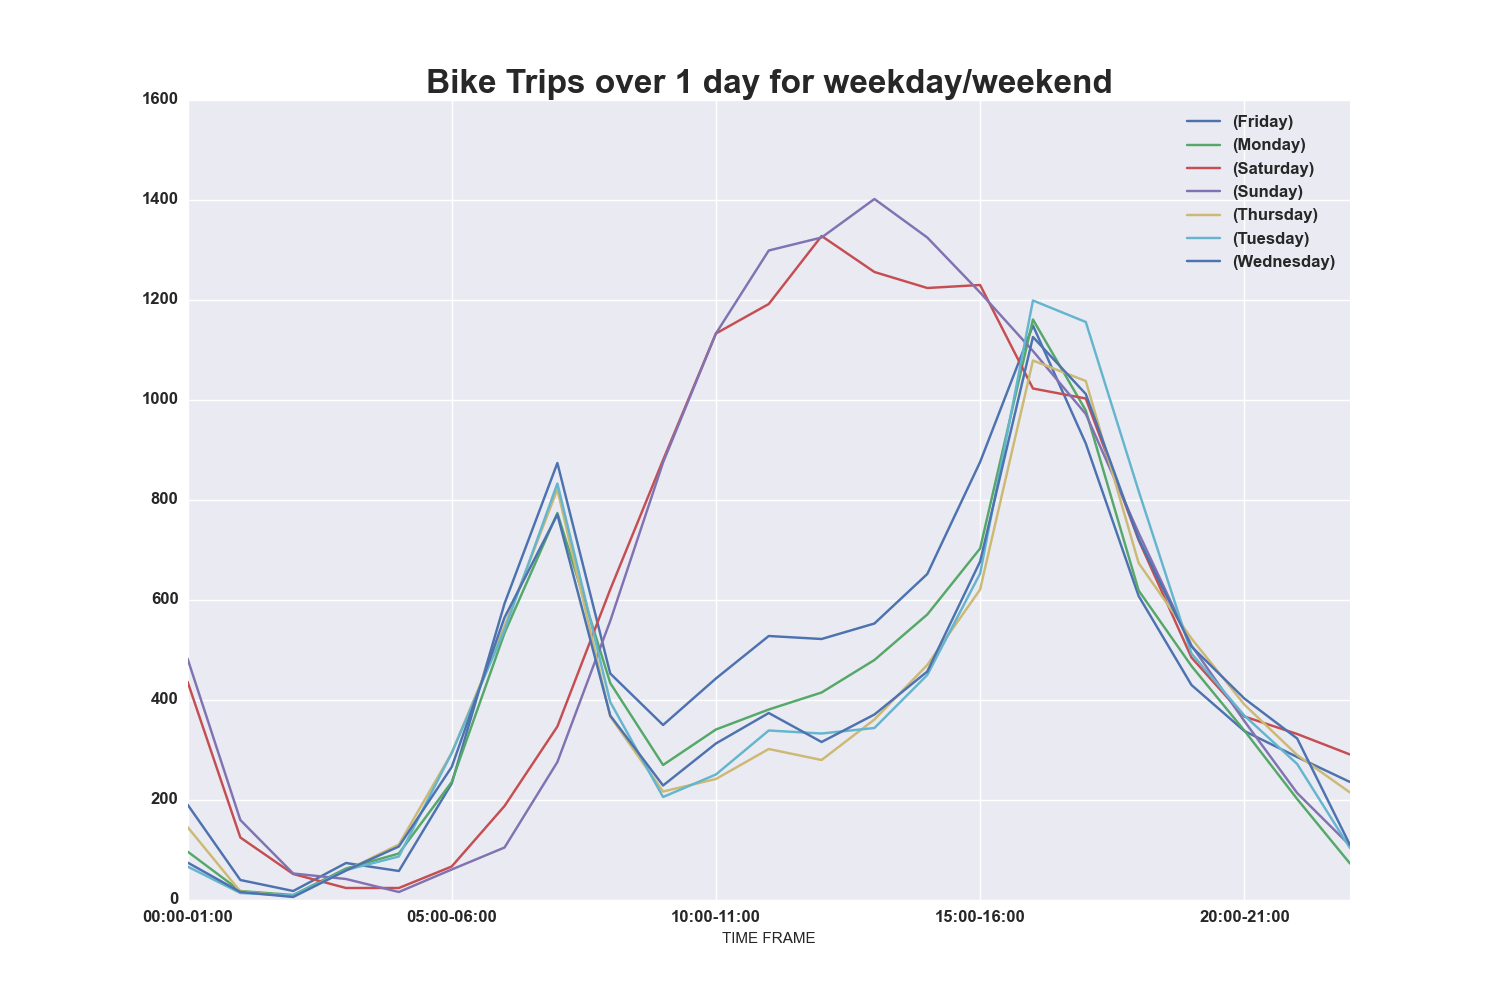 Bike Trips over 1 day for weekday/weekend
1600
1400
1200
1000
800
600
400
200
0
(Friday)
(Monday)
(Saturday)
(Sunday)
(Thursday)
(Tuesday)
(Wednesday)
00:00-01:00 05:00-06:00 10:00-11:00 15:00-16:00 20:00-21:00
TIME FRAME